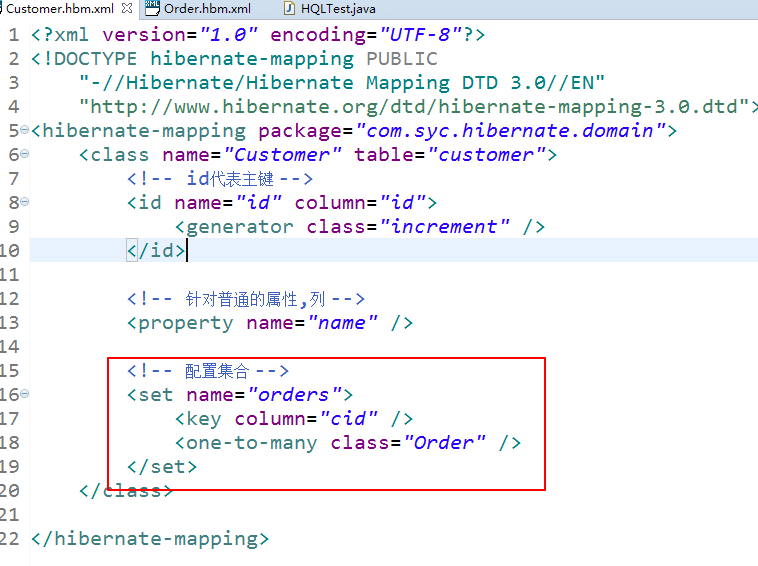 Customer.hbm.xml Order.hbm.xml HQLTest.java
1 <?xml version="1.0" encoding="UTF-8"?>
2 <!DOCTYPE hibernate-mapping PUBLIC
3 "-//Hibernate/Hibernate Mapping DTD 3.0//EN"
4 "http://www.hibernate.org/dtd/hibernate-mapping-3.0.dtd">
5 <hibernate-mapping package="com.syc.hibernate.domain">
6 <class name="Customer" table="customer">
7 <!-- id代表主键 -->
8 <id name="id" column="id">
9 <generator class="increment" />
10 </id>
11
12 <!-- 针对普通的属性,列 -->
13 <property name="name" />
14
15 <!-- 配置集合 -->
16 <set name="orders">
17 <key column="cid" />
18 <one-to-many class="Order" />
19 </set>
20 </class>
21
22 </hibernate-mapping>